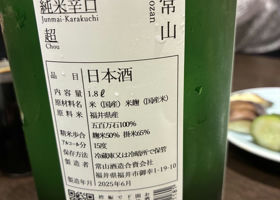 純米辛口
Junmai-Karakuchi
超
Chou
常山
ozan
品目 日本酒
内容量 1.8ℓ
原材料名 米（国産）米麹（国産米）
原料米 福井県産
五百万石100%
精米歩合 麹米50% 掛米65%
アルコール分 15度
保存方法 冷蔵庫又は冷暗所で保管
製造者 常山酒造合資会社
福井県福井市御幸1-19-10
製造年月 2025年6月